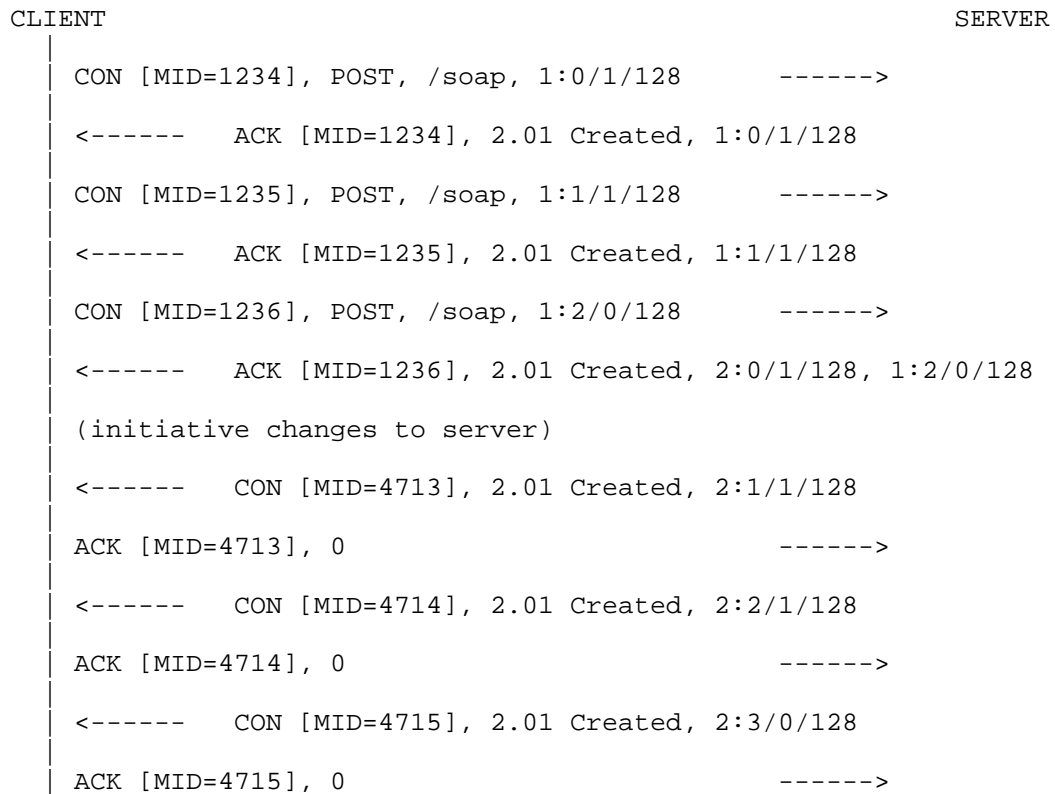 CLIENT                                                     SERVER
  |
  | CON [MID=1234], POST, /soap, 1:0/1/128      ------>
  |
  | <------   ACK [MID=1234], 2.01 Created, 1:0/1/128
  |
  | CON [MID=1235], POST, /soap, 1:1/1/128      ------>
  |
  | <------   ACK [MID=1235], 2.01 Created, 1:1/1/128
  |
  | CON [MID=1236], POST, /soap, 1:2/0/128      ------>
  |
  | <------   ACK [MID=1236], 2.01 Created, 2:0/1/128, 1:2/0/128
  |
  | (initiative changes to server)
  |
  | <------   CON [MID=4713], 2.01 Created, 2:1/1/128
  |
  | ACK [MID=4713], 0                           ------>
  |
  | <------   CON [MID=4714], 2.01 Created, 2:2/1/128
  |
  | ACK [MID=4714], 0                           ------>
  |
  | <------   CON [MID=4715], 2.01 Created, 2:3/0/128
  |
  | ACK [MID=4715], 0                           ------>